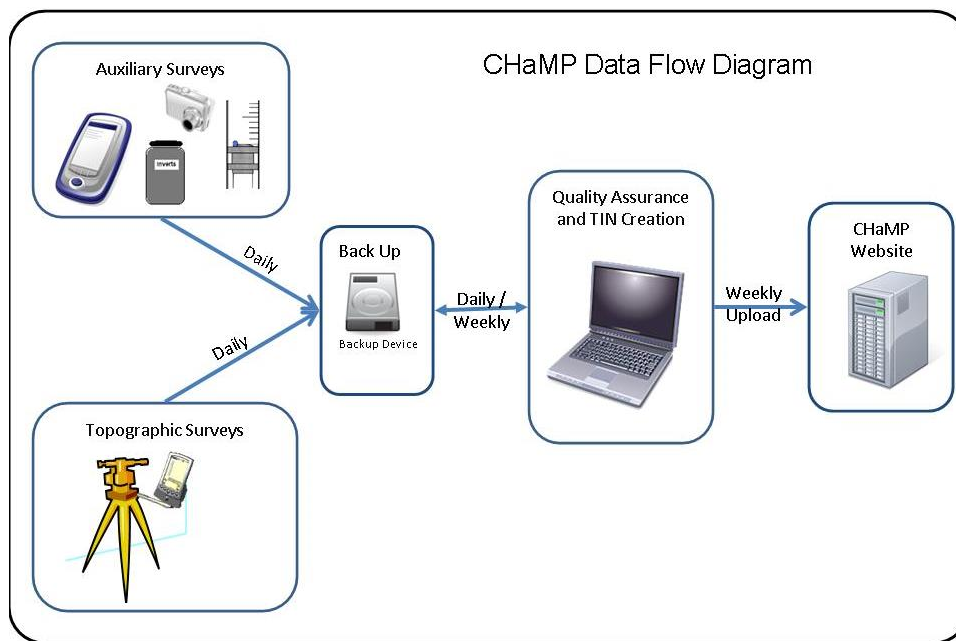 CHaMP Data Flow Diagram
Auxiliary Surveys
Inverts
Daily
Back Up
Backup Device
Daily
Topographic Surveys
Daily /
Weekly
Quality Assurance
and TIN Creation
Weekly
Upload
CHaMP
Website